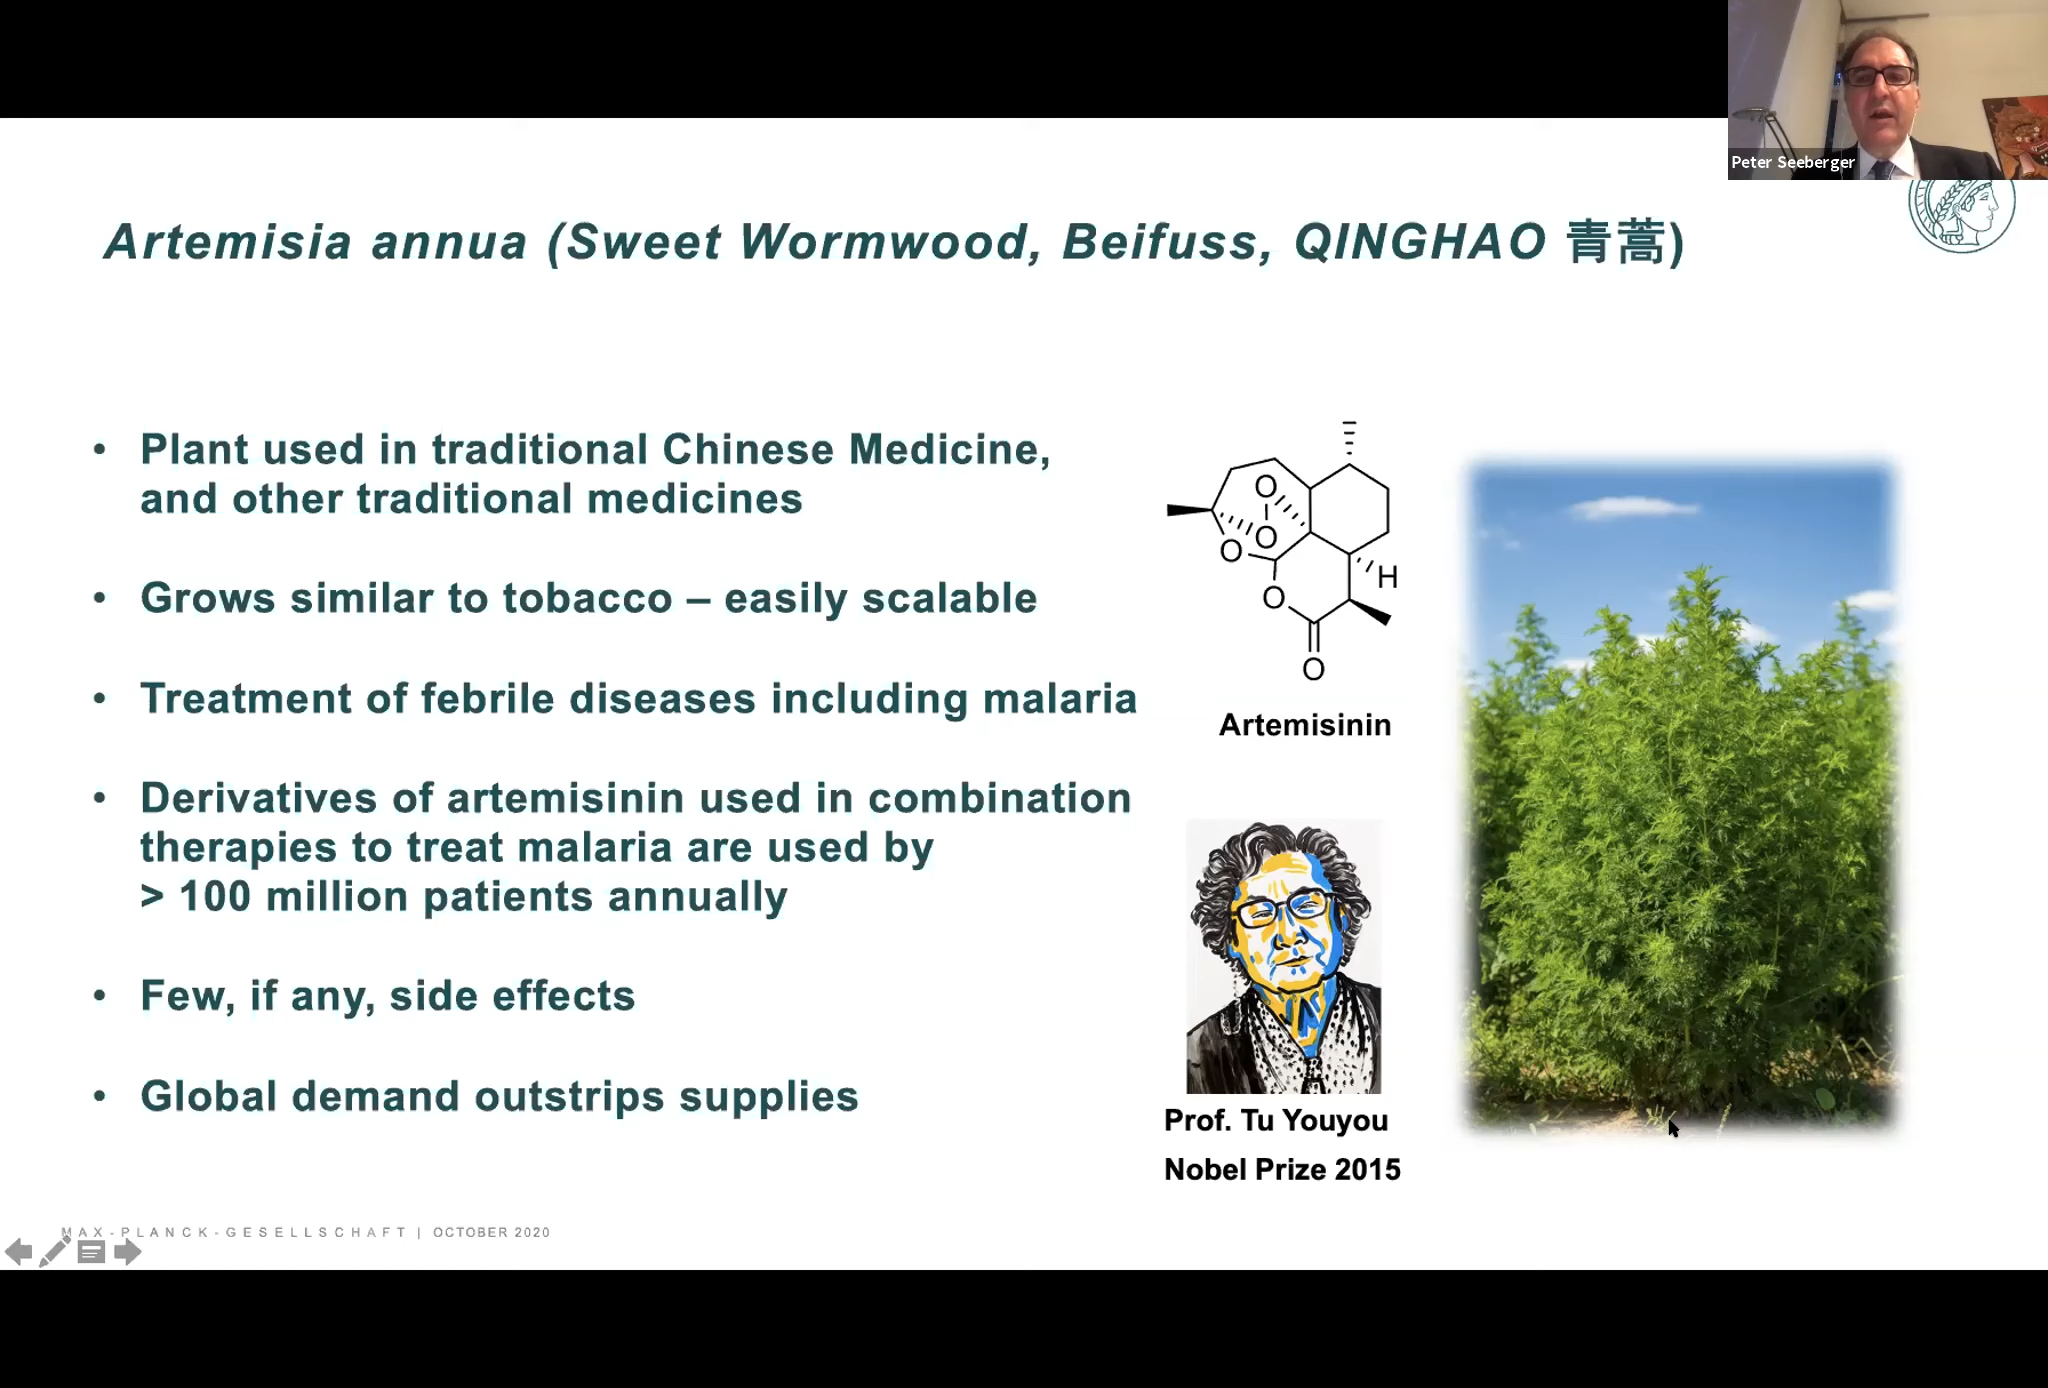 Peter Seeberger
Artemisia annua (Sweet Wormwood, Beifuss, QINGHAO 青蒿)
• Plant used in traditional Chinese Medicine,
and other traditional medicines
• Grows similar to tobacco – easily scalable
• Treatment of febrile diseases including malaria
• Derivatives of artemisinin used in combination
therapies to treat malaria are used by
> 100 million patients annually
• Few, if any, side effects
• Global demand outstrips supplies
O
O
O
O
H
O
Artemisinin
Prof. Tu Youyou
Nobel Prize 2015
MAX-PLANCK-GESELLSCHAFT | OCTOBER 2020